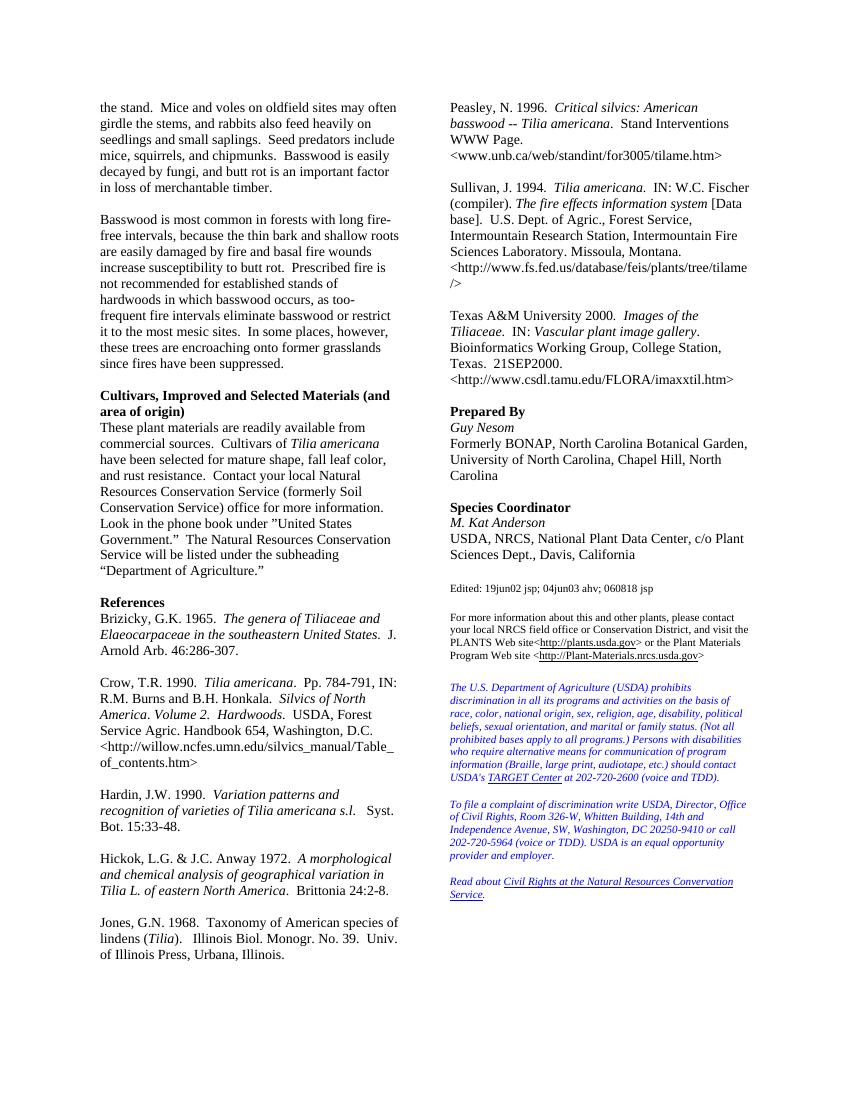 the stand.  Mice and voles on oldfield sites may often
girdle the stems, and rabbits also feed heavily on
seedlings and small saplings.  Seed predators include
mice, squirrels, and chipmunks.  Basswood is easily
decayed by fungi, and butt rot is an important factor
in loss of merchantable timber.

Basswood is most common in forests with long fire-
free intervals, because the thin bark and shallow roots
are easily damaged by fire and basal fire wounds
increase susceptibility to butt rot.  Prescribed fire is
not recommended for established stands of
hardwoods in which basswood occurs, as too-
frequent fire intervals eliminate basswood or restrict
it to the most mesic sites.  In some places, however,
these trees are encroaching onto former grasslands
since fires have been suppressed.

Cultivars, Improved and Selected Materials (and
area of origin)
These plant materials are readily available from
commercial sources.  Cultivars of Tilia americana
have been selected for mature shape, fall leaf color,
and rust resistance.  Contact your local Natural
Resources Conservation Service (formerly Soil
Conservation Service) office for more information.
Look in the phone book under ”United States
Government.”  The Natural Resources Conservation
Service will be listed under the subheading
“Department of Agriculture.”

References
Brizicky, G.K. 1965.  The genera of Tiliaceae and
Elaeocarpaceae in the southeastern United States.  J.
Arnold Arb. 46:286-307.

Crow, T.R. 1990.  Tilia americana.  Pp. 784-791, IN:
R.M. Burns and B.H. Honkala.  Silvics of North
America. Volume 2.  Hardwoods.  USDA, Forest
Service Agric. Handbook 654, Washington, D.C.
<http://willow.ncfes.umn.edu/silvics_manual/Table_
of_contents.htm>

Hardin, J.W. 1990.  Variation patterns and
recognition of varieties of Tilia americana s.l.   Syst.
Bot. 15:33-48.

Hickok, L.G. & J.C. Anway 1972.  A morphological
and chemical analysis of geographical variation in
Tilia L. of eastern North America.  Brittonia 24:2-8.

Jones, G.N. 1968.  Taxonomy of American species of
lindens (Tilia).   Illinois Biol. Monogr. No. 39.  Univ.
of Illinois Press, Urbana, Illinois.

Peasley, N. 1996.  Critical silvics: American
basswood -- Tilia americana.  Stand Interventions
WWW Page.
<www.unb.ca/web/standint/for3005/tilame.htm>

Sullivan, J. 1994.  Tilia americana.  IN: W.C. Fischer
(compiler). The fire effects information system [Data
base].  U.S. Dept. of Agric., Forest Service,
Intermountain Research Station, Intermountain Fire
Sciences Laboratory. Missoula, Montana.
<http://www.fs.fed.us/database/feis/plants/tree/tilame
/>

Texas A&M University 2000.  Images of the
Tiliaceae.  IN: Vascular plant image gallery.
Bioinformatics Working Group, College Station,
Texas.  21SEP2000.
<http://www.csdl.tamu.edu/FLORA/imaxxtil.htm>

Prepared By
Guy Nesom
Formerly BONAP, North Carolina Botanical Garden,
University of North Carolina, Chapel Hill, North
Carolina

Species Coordinator
M. Kat Anderson
USDA, NRCS, National Plant Data Center, c/o Plant
Sciences Dept., Davis, California

Edited: 19jun02 jsp; 04jun03 ahv; 060818 jsp

For more information about this and other plants, please contact
your local NRCS field office or Conservation District, and visit the
PLANTS Web site<http://plants.usda.gov> or the Plant Materials
Program Web site <http://Plant-Materials.nrcs.usda.gov>

The U.S. Department of Agriculture (USDA) prohibits
discrimination in all its programs and activities on the basis of
race, color, national origin, sex, religion, age, disability, political
beliefs, sexual orientation, and marital or family status. (Not all
prohibited bases apply to all programs.) Persons with disabilities
who require alternative means for communication of program
information (Braille, large print, audiotape, etc.) should contact
USDA's TARGET Center at 202-720-2600 (voice and TDD).

To file a complaint of discrimination write USDA, Director, Office
of Civil Rights, Room 326-W, Whitten Building, 14th and
Independence Avenue, SW, Washington, DC 20250-9410 or call
202-720-5964 (voice or TDD). USDA is an equal opportunity
provider and employer.

Read about Civil Rights at the Natural Resources Convervation
Service.